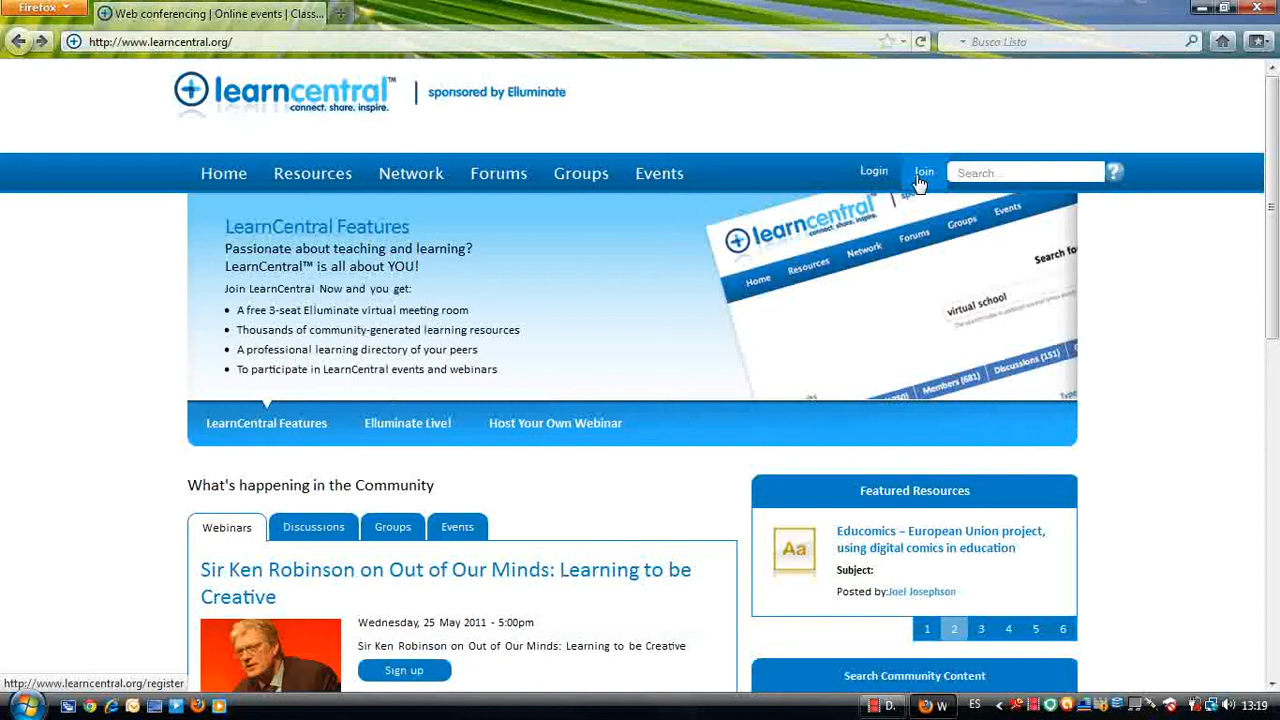 Firefox
Web conferencing | Online events | Class...
http://www.learncentral.org/
Busca Listo
learncentral™
connect. share. inspire.
sponsored by Elluminate
Home Resources Network Forums Groups Events Login Join Search... ?
LearnCentral Features
Passionate about teaching and learning?
LearnCentral™ is all about YOU!
Join LearnCentral Now and you get:
• A free 3-seat Elluminate virtual meeting room
• Thousands of community-generated learning resources
• A professional learning directory of your peers
• To participate in LearnCentral events and webinars
learncentral™
Home Resources Network Forums Groups Events
Search fo
virtual school
Members (681) Discussions (151)
LearnCentral Features Elluminate Live! Host Your Own Webinar
What's happening in the Community
Webinars Discussions Groups Events
Sir Ken Robinson on Out of Our Minds: Learning to be
Creative
Wednesday, 25 May 2011 - 5:00pm
Sir Ken Robinson on Out of Our Minds: Learning to be Creative
Sign up
Featured Resources
Aa
Educomics – European Union project,
using digital comics in education
Subject:
Posted by:Joel Josephson
1 2 3 4 5 6
Search Community Content
http://www.learncentral.org/register
D. W ES 13:19